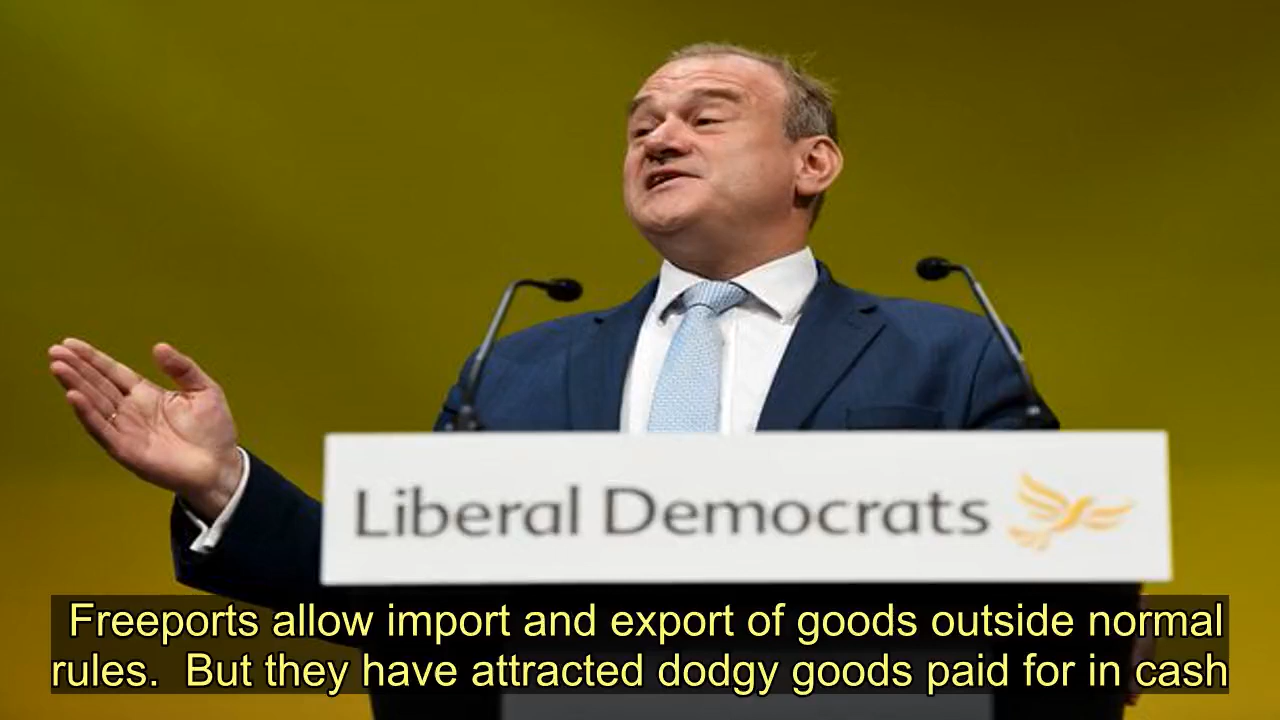 Liberal Democrats
Freeports allow import and export of goods outside normal
rules.  But they have attracted dodgy goods paid for in cash